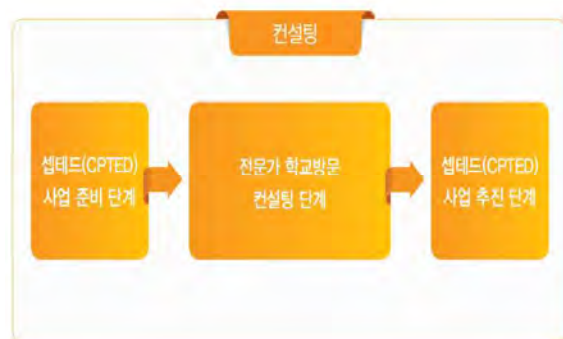 컨설팅
셉테드(CPTED)
사업 준비 단계
전문가 학교방문
컨설팅 단계
셉테드(CPTED)
사업 추진 단계